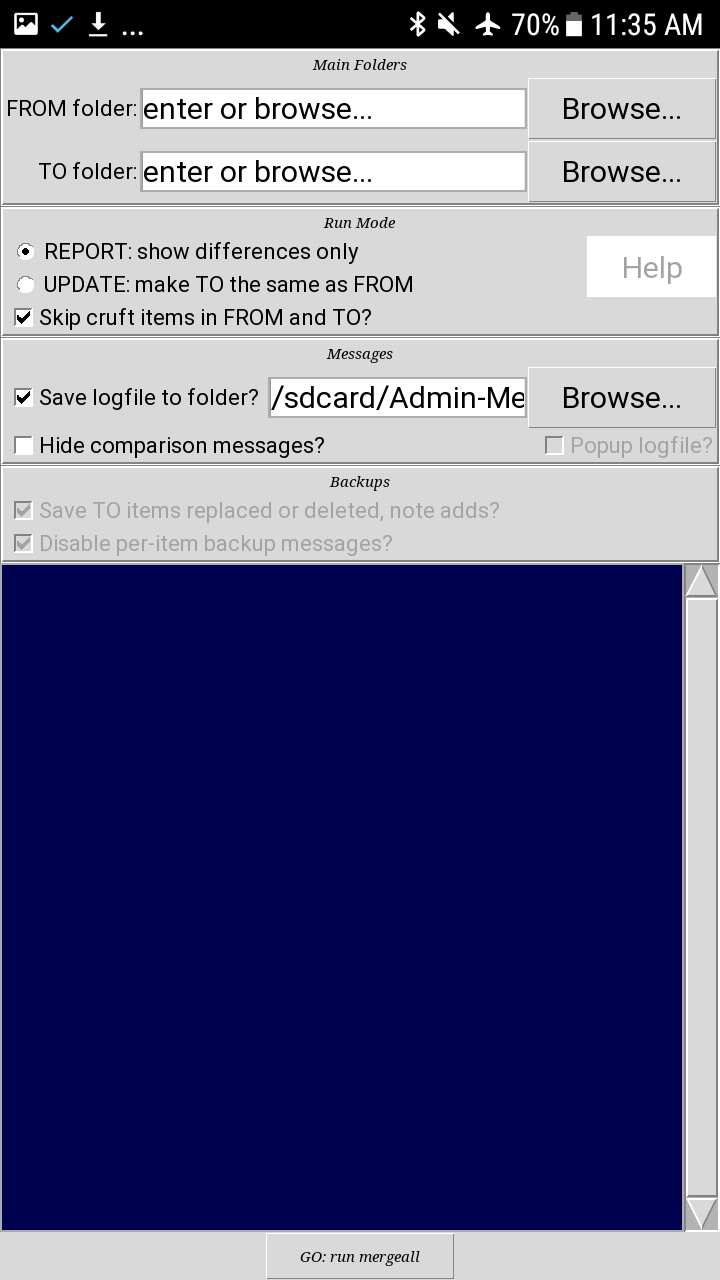 ... 70% 11:35 AM
Main Folders
FROM folder: enter or browse... Browse...
TO folder: enter or browse... Browse...
Run Mode
REPORT: show differences only
UPDATE: make TO the same as FROM
Help
Skip cruft items in FROM and TO?
Messages
Save logfile to folder? /sdcard/Admin-Me Browse...
Hide comparison messages? Popup logfile?
Backups
Save TO items replaced or deleted, note adds?
Disable per-item backup messages?
GO: run mergeall